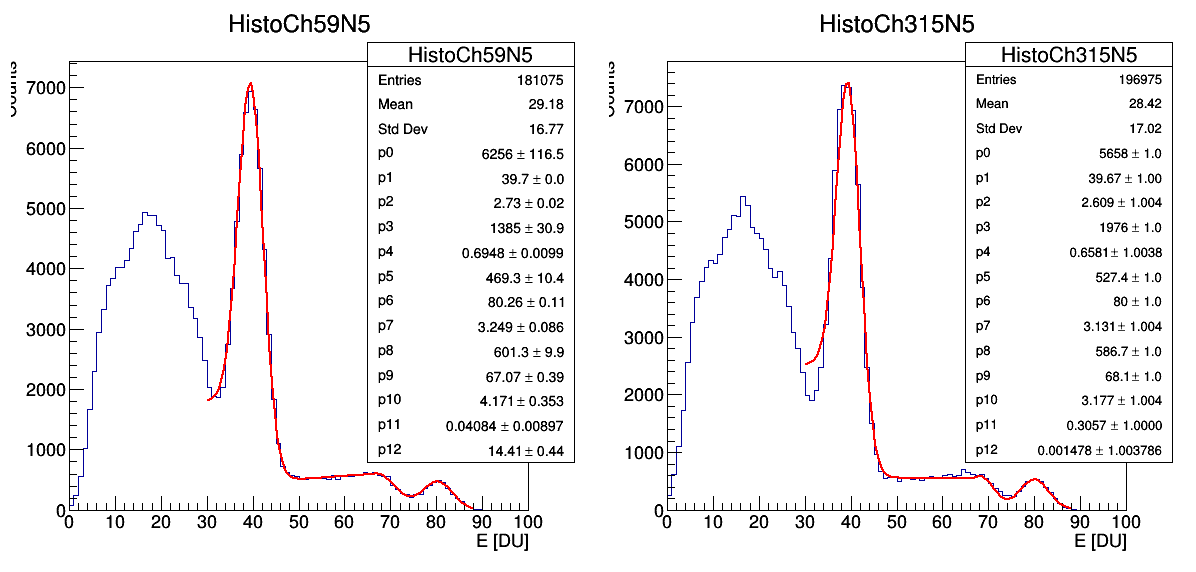 HistoCh59N5
HistoCh59N5
Entries 181075
Mean 29.18
Std Dev 16.77
p0 6256 ± 116.5
p1 39.7 ± 0.0
p2 2.73 ± 0.02
p3 1385 ± 30.9
p4 0.6948 ± 0.0099
p5 469.3 ± 10.4
p6 80.26 ± 0.11
p7 3.249 ± 0.086
p8 601.3 ± 9.9
p9 67.07 ± 0.39
p10 4.171 ± 0.353
p11 0.04084 ± 0.00897
p12 14.41 ± 0.44
7000
6000
5000
4000
3000
2000
1000
0
0 10 20 30 40 50 60 70 80 90 100
E [DU]
HistoCh315N5
HistoCh315N5
Entries 196975
Mean 28.42
Std Dev 17.02
p0 5658 ± 1.0
p1 39.67 ± 1.00
p2 2.609 ± 1.004
p3 1976 ± 1.0
p4 0.6581 ± 1.0038
p5 527.4 ± 1.0
p6 80 ± 1.0
p7 3.131 ± 1.004
p8 586.7 ± 1.0
p9 68.1 ± 1.0
p10 3.177 ± 1.004
p11 0.3057 ± 1.0000
p12 0.001478 ± 1.003786
7000
6000
5000
4000
3000
2000
1000
0
0 10 20 30 40 50 60 70 80 90 100
E [DU]